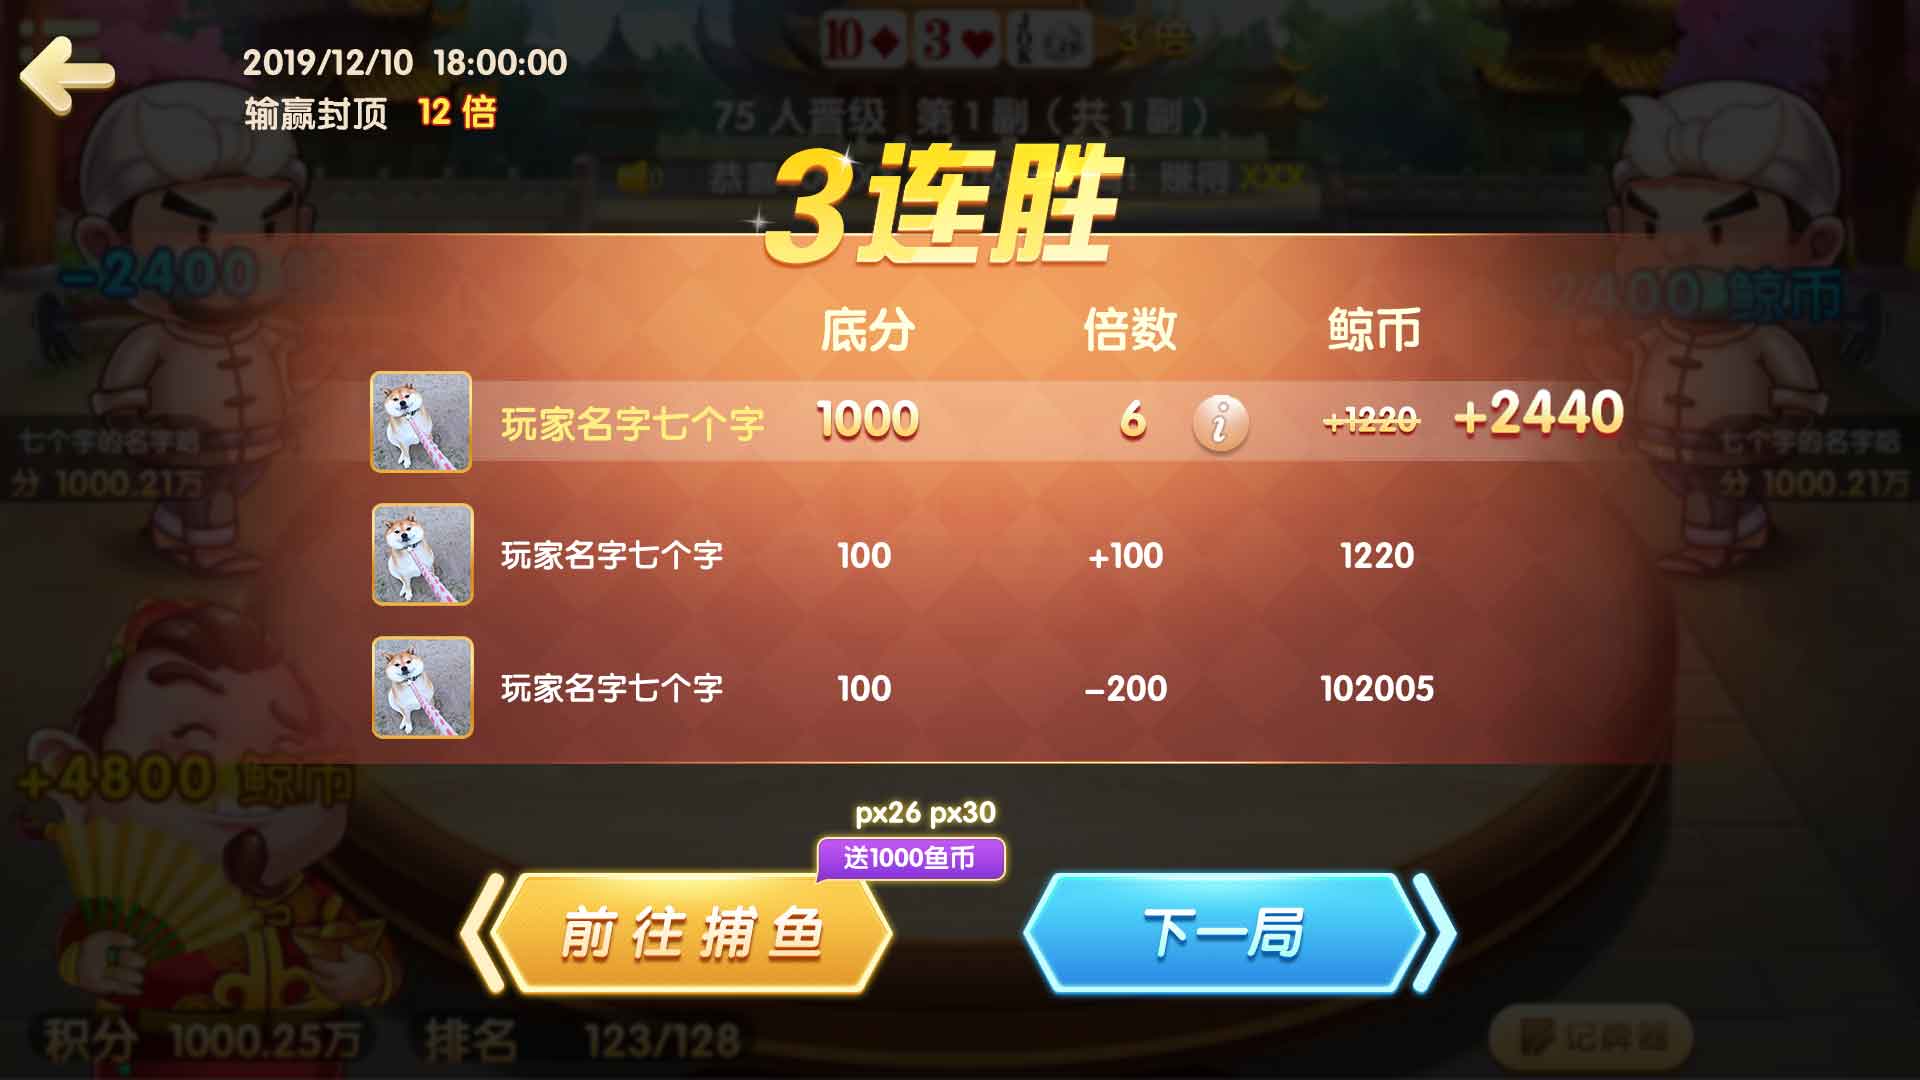 2019/12/10 18:00:00
输赢封顶 12 倍
10 3 JOK 3 倍
75 人晋级 第1副（共1副）
恭喜 赚翻 XXX
3连胜
-2400
2400 鲸币
底分 倍数 鲸币
玩家名字七个字 1000 6 i +1220 +2440
七个字的名字哈
分 1000.21万
七个字的名字哈
分 1000.21万
玩家名字七个字 100 +100 1220
玩家名字七个字 100 -200 102005
+4800 鲸币
px26 px30
送1000鱼币
前往捕鱼 下一局
积分 1000.25万 排名 123/128
记牌器